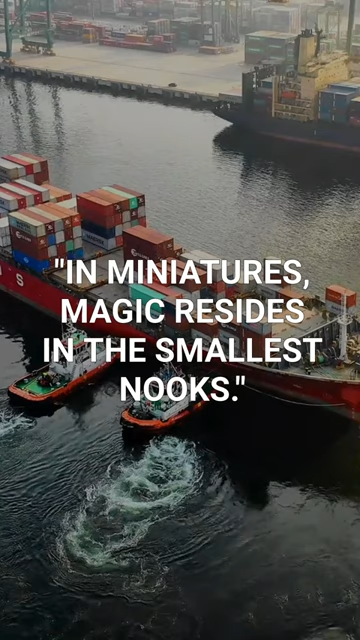 "IN MINIATURES,
MAGIC RESIDES
IN THE SMALLEST
NOOKS."
S